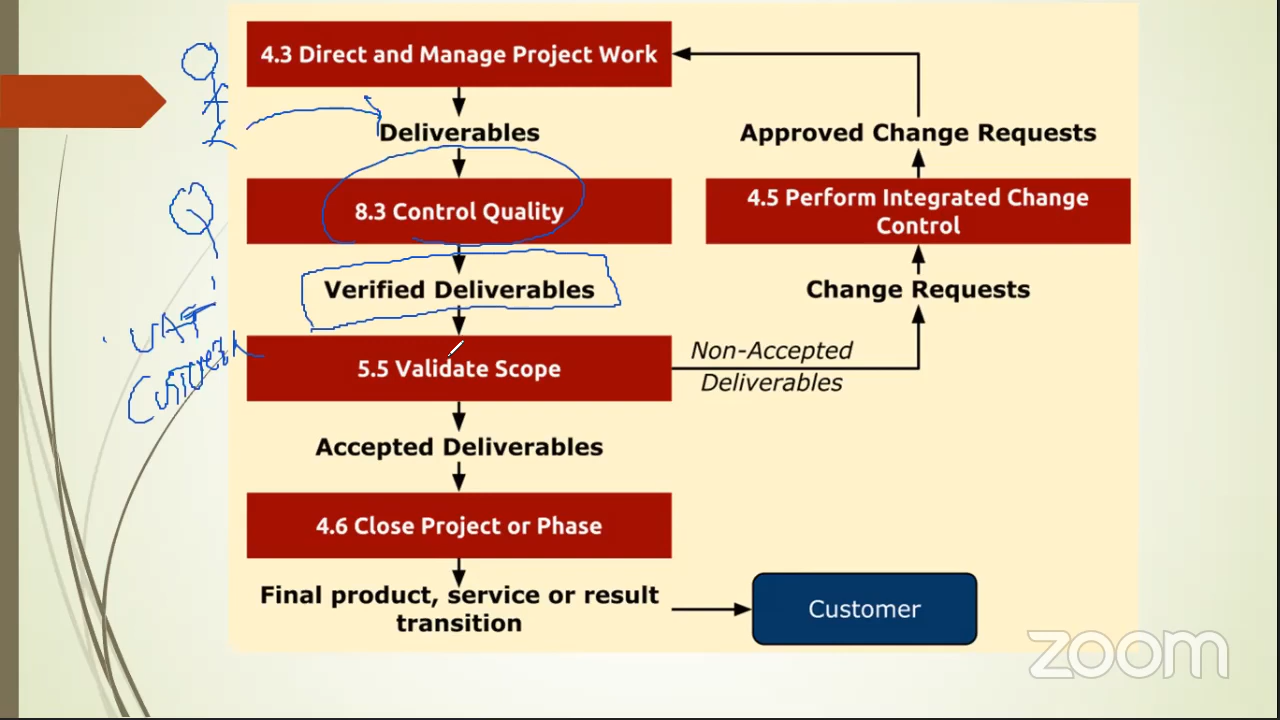 4.3 Direct and Manage Project Work
Deliverables
Approved Change Requests
8.3 Control Quality
4.5 Perform Integrated Change
Control
Verified Deliverables
Change Requests
UAT
Customer
5.5 Validate Scope
Non-Accepted
Deliverables
Accepted Deliverables
4.6 Close Project or Phase
Final product, service or result
transition
Customer
zoom